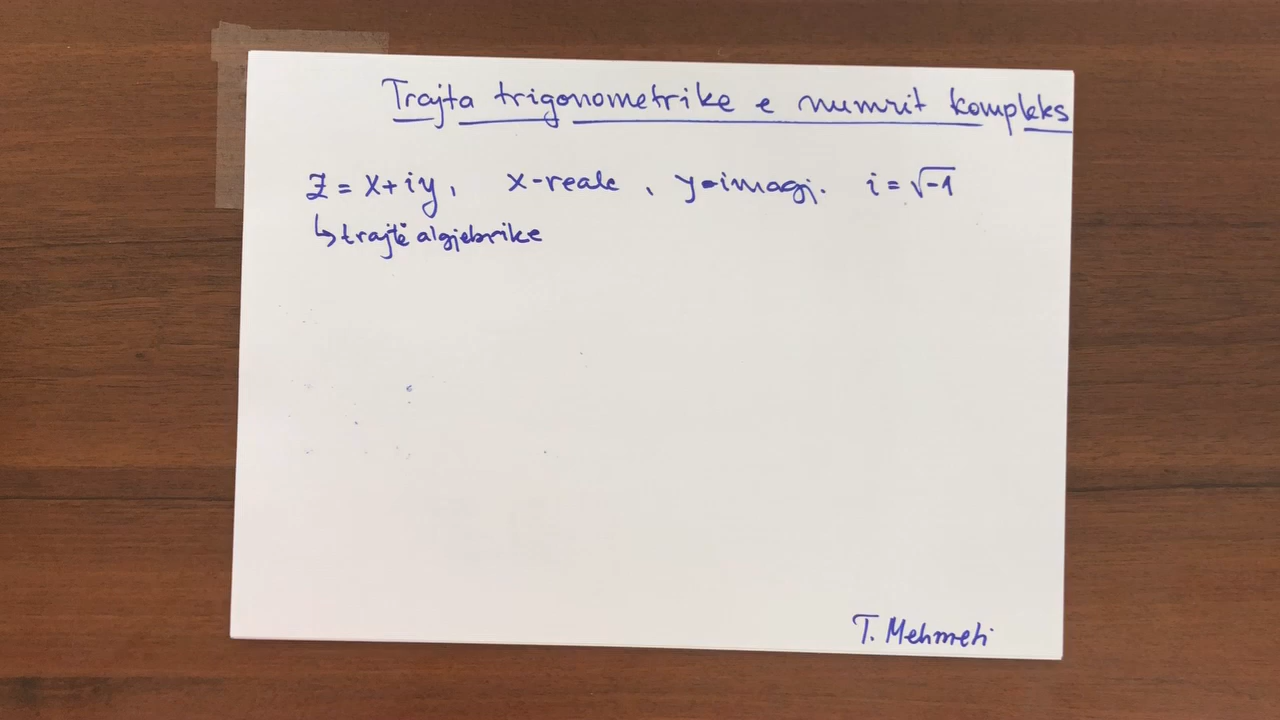 Trajta trigonometrike e numrit kompleks
z = x+iy, x-reale, y-imagj. i = √-1
↳ trajtë algjebrike
T. Mehmeti